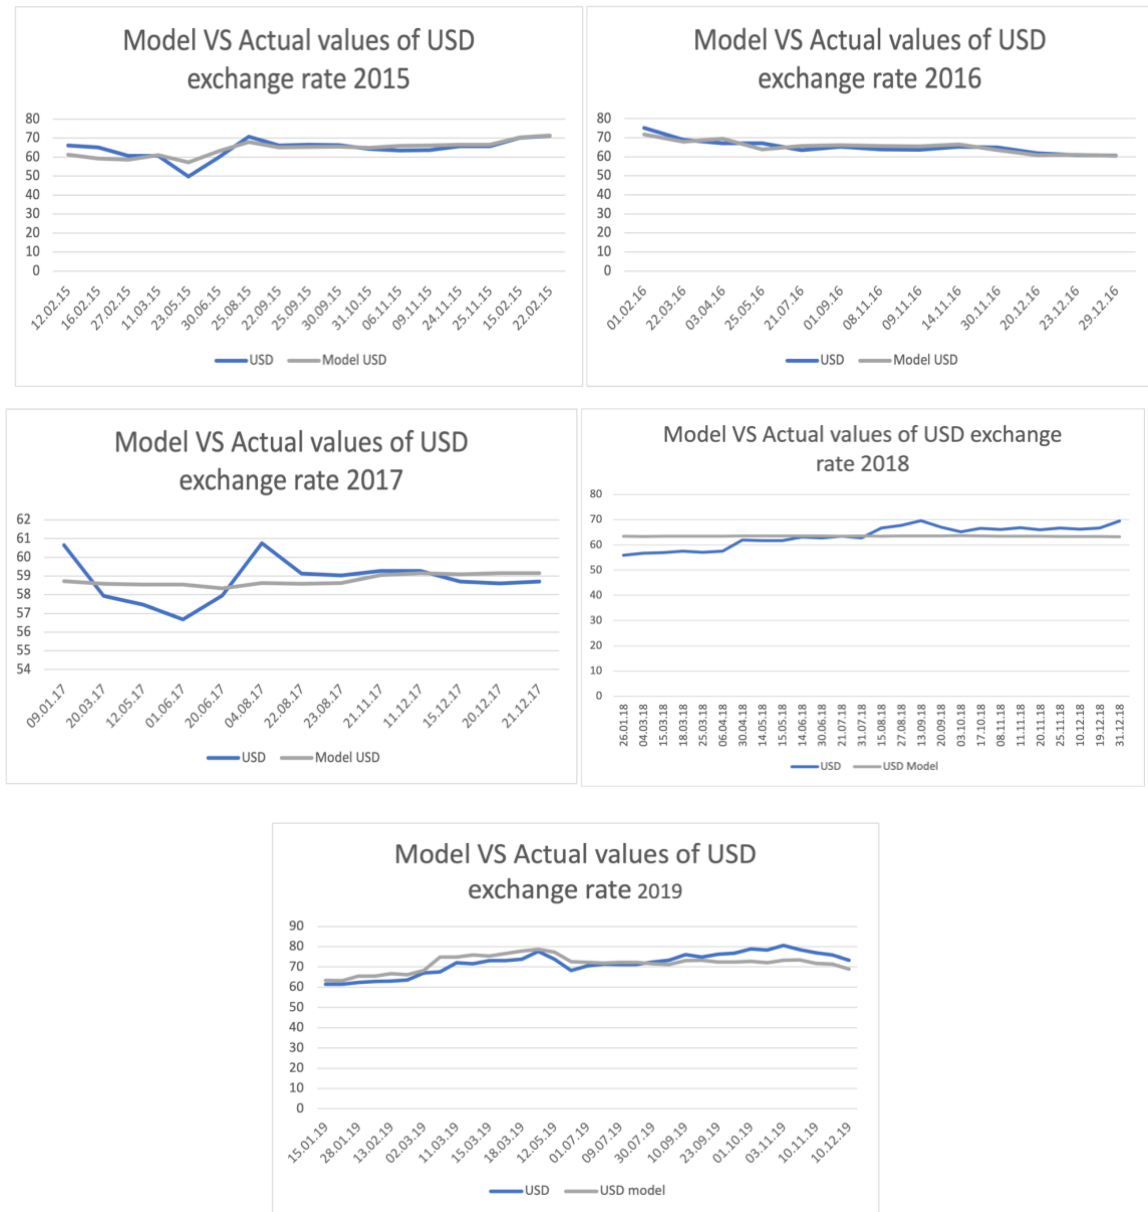 Model VS Actual values of USD
exchange rate 2015
80
70
60
50
40
30
20
10
0
12.02.15 16.02.15 27.02.15 11.03.15 23.05.15 30.06.15 25.08.15 22.09.15 25.09.15 30.09.15 31.10.15 06.11.15 09.11.15 24.11.15 25.11.15 15.02.15 22.02.15
USD Model USD
Model VS Actual values of USD
exchange rate 2016
80
70
60
50
40
30
20
10
0
01.02.16 22.03.16 03.04.16 25.05.16 21.07.16 01.09.16 08.11.16 09.11.16 14.11.16 30.11.16 20.12.16 23.12.16 29.12.16
USD Model USD
Model VS Actual values of USD
exchange rate 2017
62
61
60
59
58
57
56
55
54
09.01.17 20.03.17 12.05.17 01.06.17 20.06.17 04.08.17 22.08.17 23.08.17 21.11.17 11.12.17 15.12.17 20.12.17 21.12.17
USD Model USD
Model VS Actual values of USD exchange
rate 2018
80
70
60
50
40
30
20
10
0
26.01.18 04.03.18 15.03.18 18.03.18 25.03.18 06.04.18 30.04.18 14.05.18 15.05.18 14.06.18 30.06.18 21.07.18 31.07.18 15.08.18 27.08.18 13.09.18 20.09.18 03.10.18 17.10.18 08.11.18 11.11.18 20.11.18 25.11.18 10.12.18 19.12.18 31.12.18
USD USD Model
Model VS Actual values of USD
exchange rate 2019
90
80
70
60
50
40
30
20
10
0
15.01.19 28.01.19 13.02.19 02.03.19 11.03.19 15.03.19 18.03.19 12.05.19 01.07.19 09.07.19 30.07.19 10.09.19 23.09.19 01.10.19 03.11.19 10.11.19 10.12.19
USD USD model